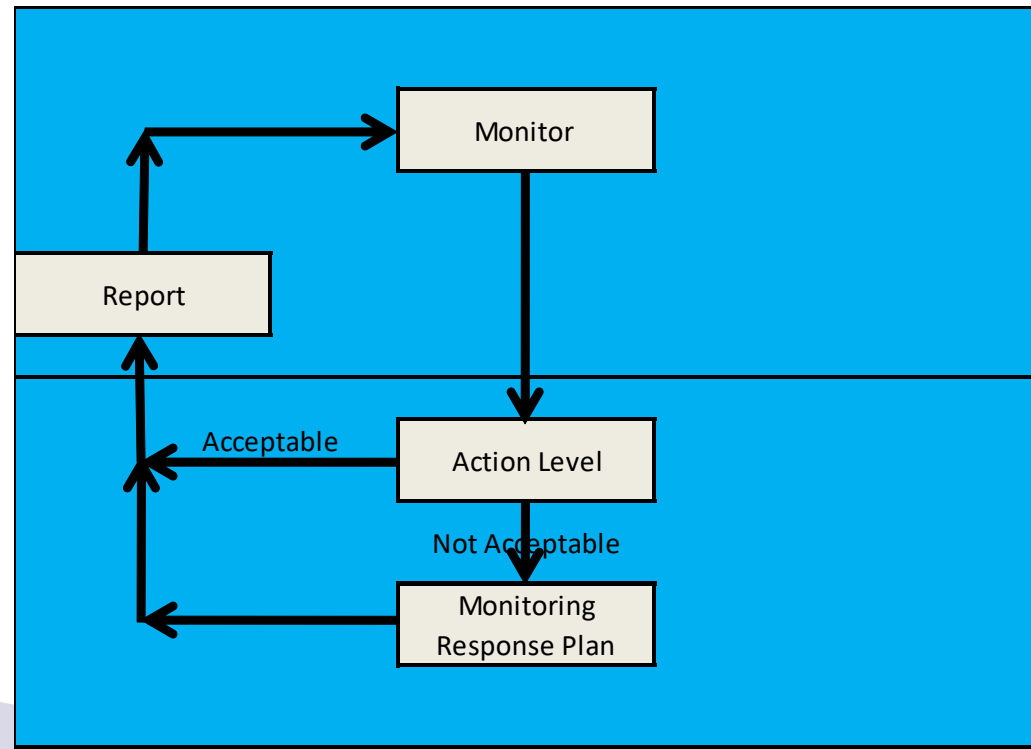 Monitor
Report
Acceptable
Action Level
Not Acceptable
Monitoring
Response Plan